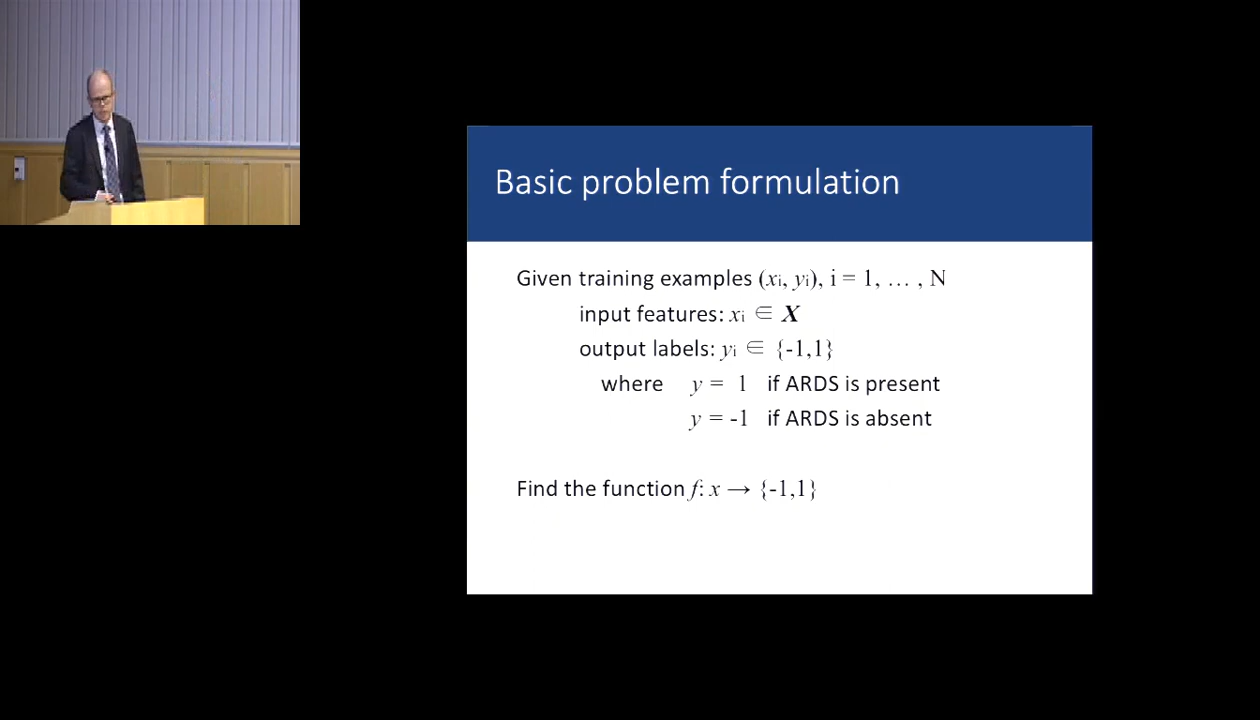 Basic problem formulation
Given training examples (xi, yi), i = 1, … , N
input features: xi ∈ X
output labels: yi ∈ {-1,1}
where y = 1 if ARDS is present
y = -1 if ARDS is absent
Find the function f: x → {-1,1}